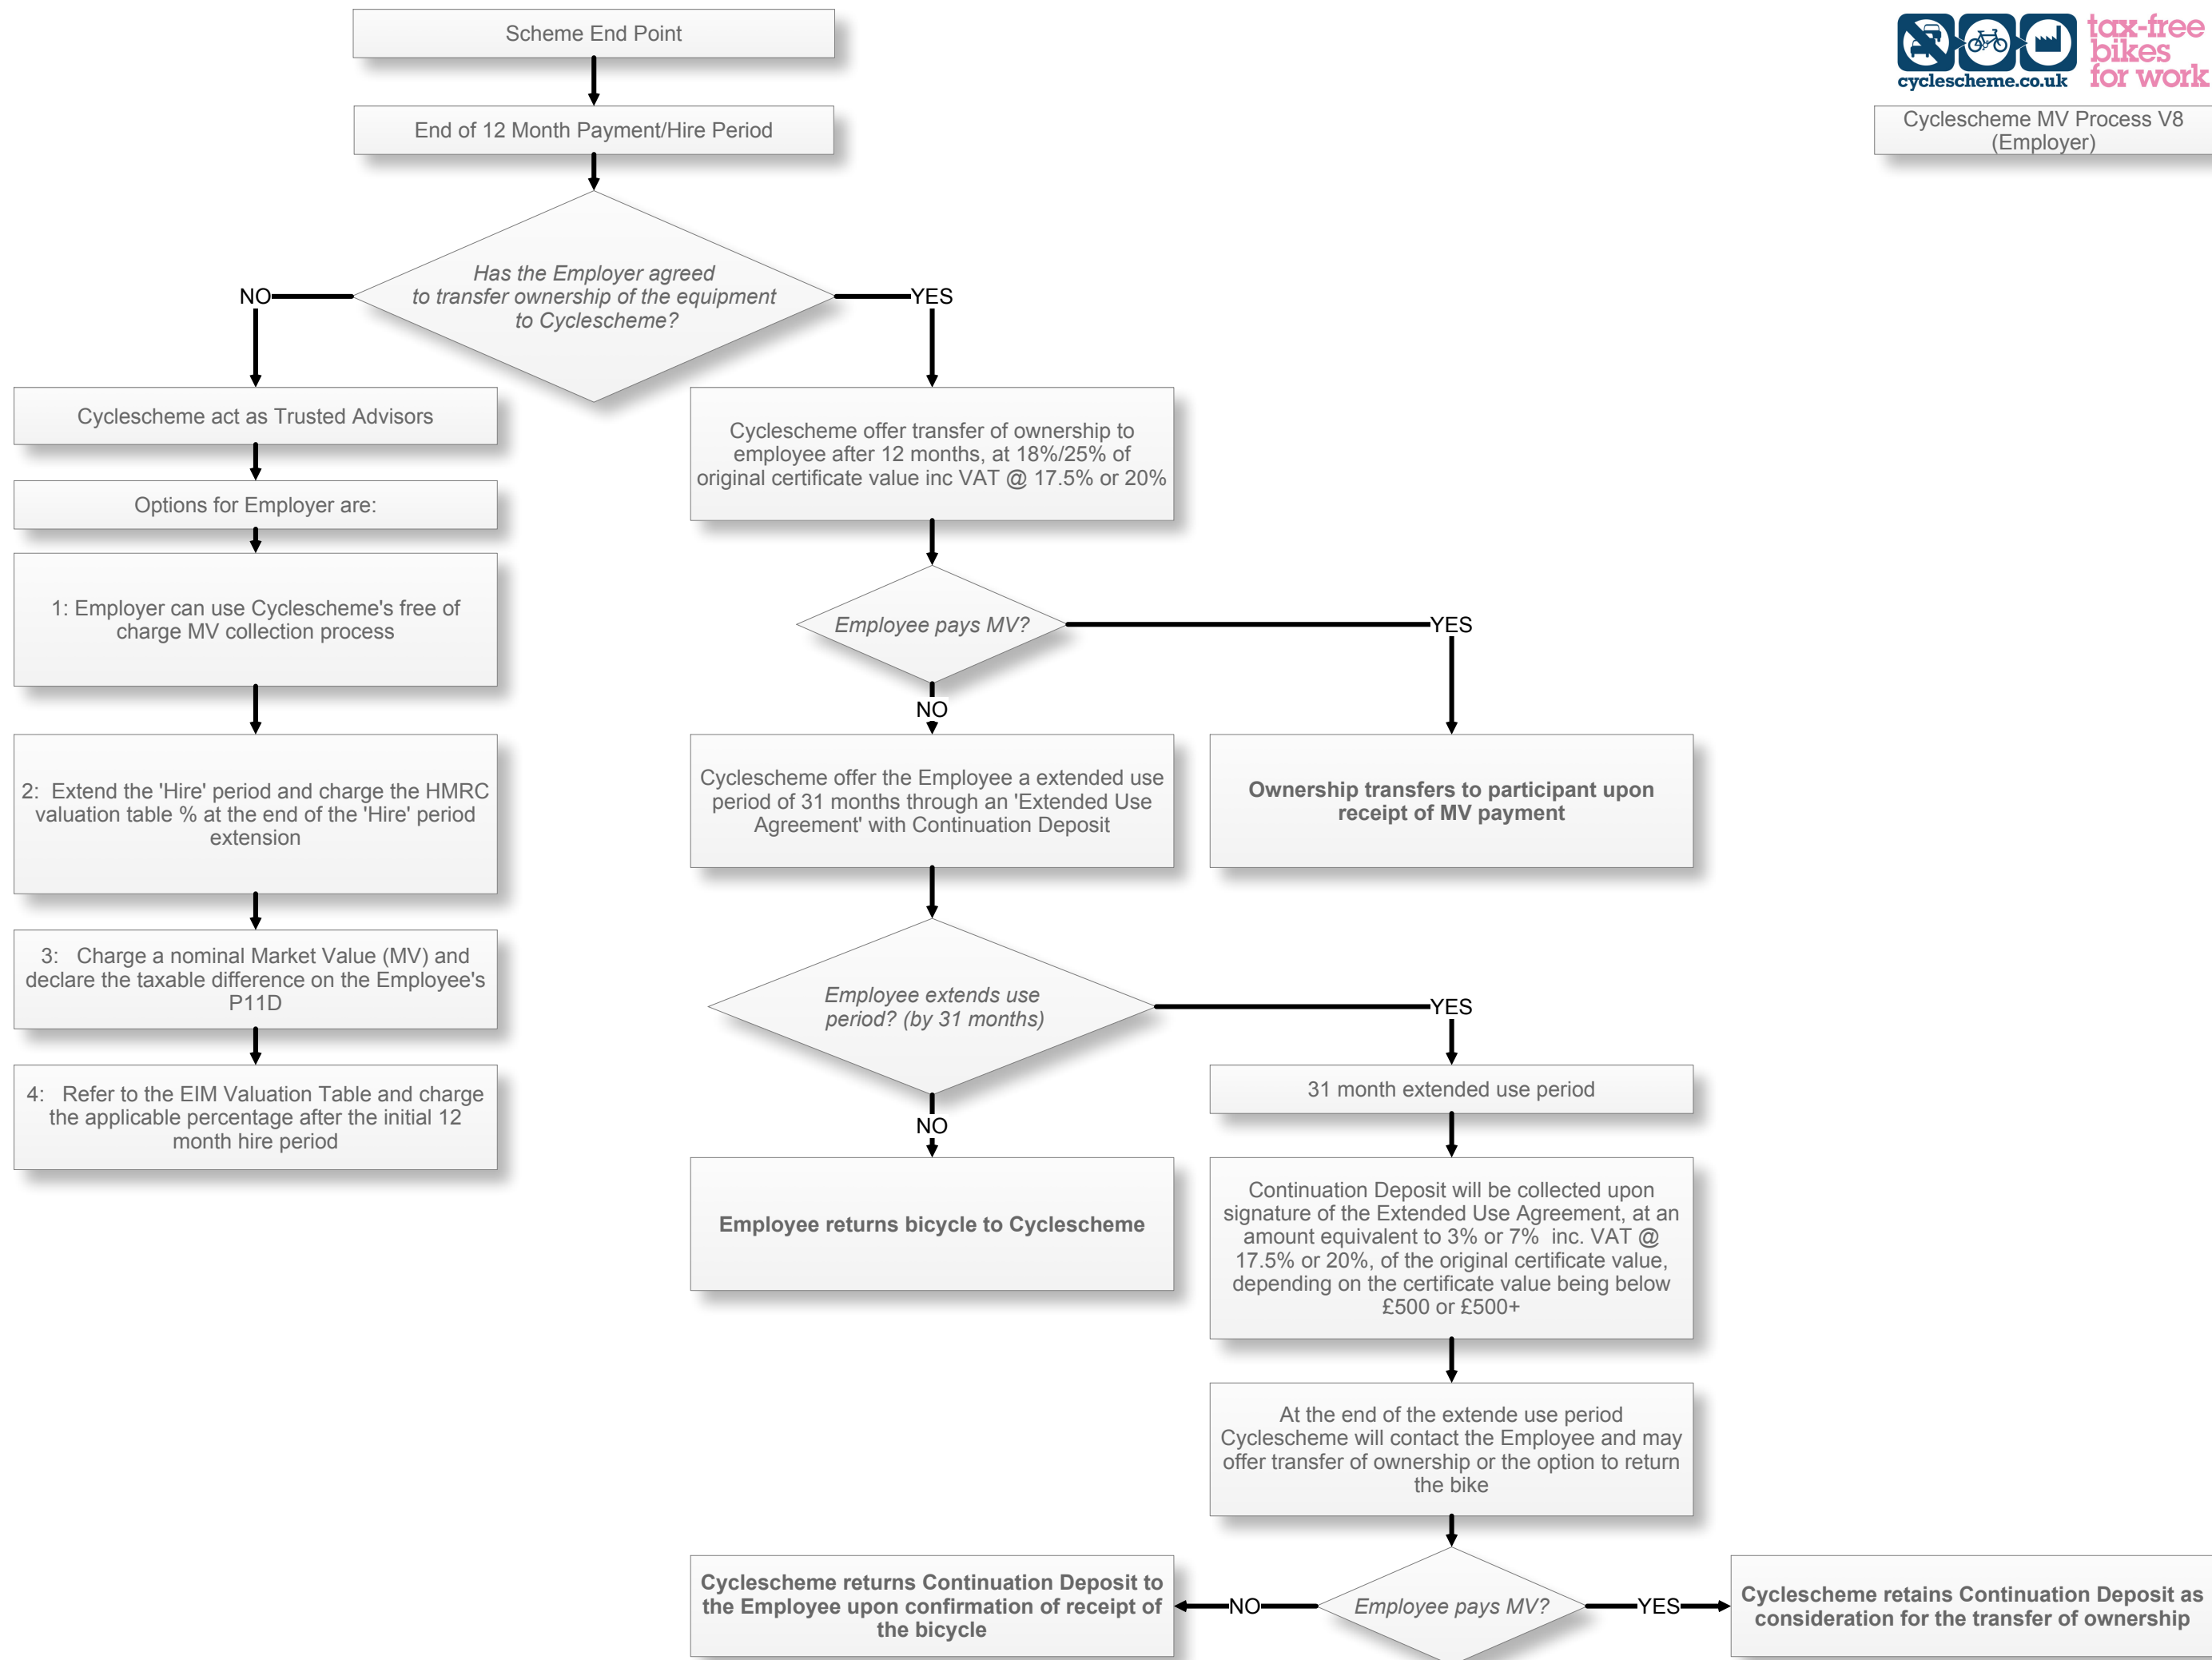 Scheme End Point
cyclescheme.co.uk
tax-free
bikes
for work
End of 12 Month Payment/Hire Period
Cyclescheme MV Process V8
(Employer)
Has the Employer agreed
to transfer ownership of the equipment
to Cyclescheme?
NO
YES
Cyclescheme act as Trusted Advisors
Options for Employer are:
1: Employer can use Cyclescheme's free of
charge MV collection process
2: Extend the 'Hire' period and charge the HMRC
valuation table % at the end of the 'Hire' period
extension
3: Charge a nominal Market Value (MV) and
declare the taxable difference on the Employee's
P11D
4: Refer to the EIM Valuation Table and charge
the applicable percentage after the initial 12
month hire period
Cyclescheme offer transfer of ownership to
employee after 12 months, at 18%/25% of
original certificate value inc VAT @ 17.5% or 20%
Employee pays MV?
YES
NO
Cyclescheme offer the Employee a extended use
period of 31 months through an 'Extended Use
Agreement' with Continuation Deposit
Ownership transfers to participant upon
receipt of MV payment
Employee extends use
period? (by 31 months)
YES
NO
Employee returns bicycle to Cyclescheme
31 month extended use period
Continuation Deposit will be collected upon
signature of the Extended Use Agreement, at an
amount equivalent to 3% or 7% inc. VAT @
17.5% or 20%, of the original certificate value,
depending on the certificate value being below
£500 or £500+
At the end of the extende use period
Cyclescheme will contact the Employee and may
offer transfer of ownership or the option to return
the bike
Employee pays MV?
NO
YES
Cyclescheme returns Continuation Deposit to
the Employee upon confirmation of receipt of
the bicycle
Cyclescheme retains Continuation Deposit as
consideration for the transfer of ownership